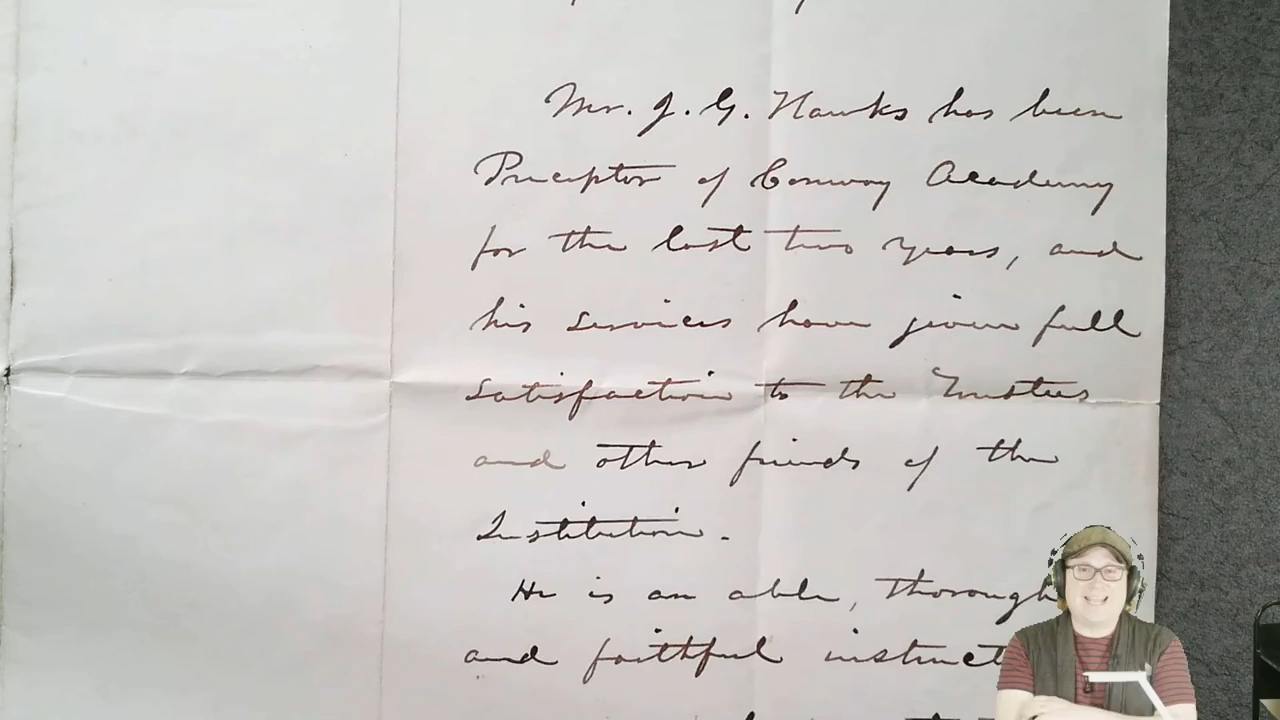 Mr. J. G. Hawks has been
Preceptor of Conway Academy
for the last two years, and
his services have given full
satisfaction to the Trustees
and other friends of the
Institution.
He is an able, thorough
and faithful instruct